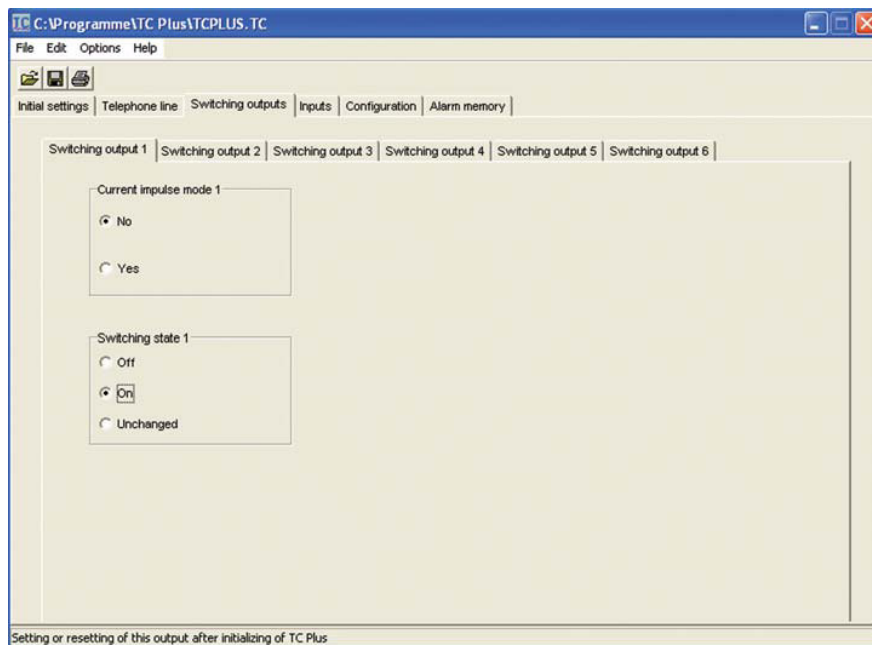 TC C:\Programme\TC Plus\TCPLUS.TC
File Edit Options Help
Initial settings Telephone line Switching outputs Inputs Configuration Alarm memory
Switching output 1 Switching output 2 Switching output 3 Switching output 4 Switching output 5 Switching output 6
Current impulse mode 1
No
Yes
Switching state 1
Off
On
Unchanged
Setting or resetting of this output after initializing of TC Plus